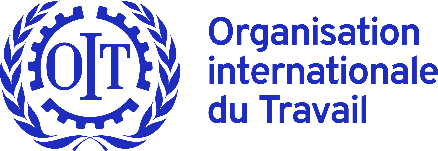 OIT
Organisation
internationale
du Travail